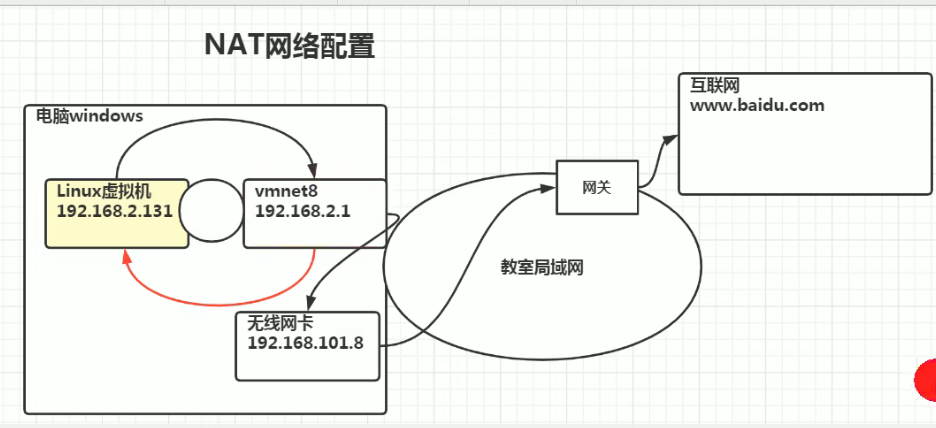 NAT网络配置
电脑windows
Linux虚拟机
192.168.2.131
vmnet8
192.168.2.1
无线网卡
192.168.101.8
教室局域网
网关
互联网
www.baidu.com